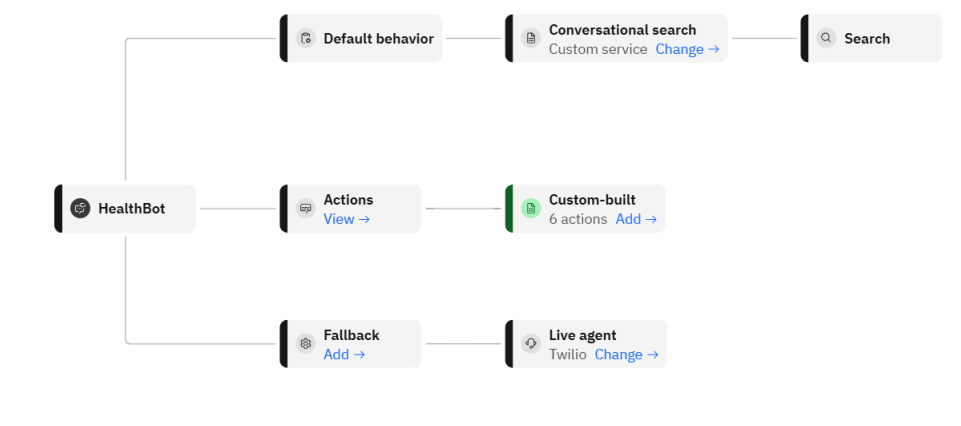 Default behavior
Conversational search
Custom service Change →
Search
HealthBot
Actions
View →
Custom-built
6 actions Add →
Fallback
Add →
Live agent
Twilio Change →